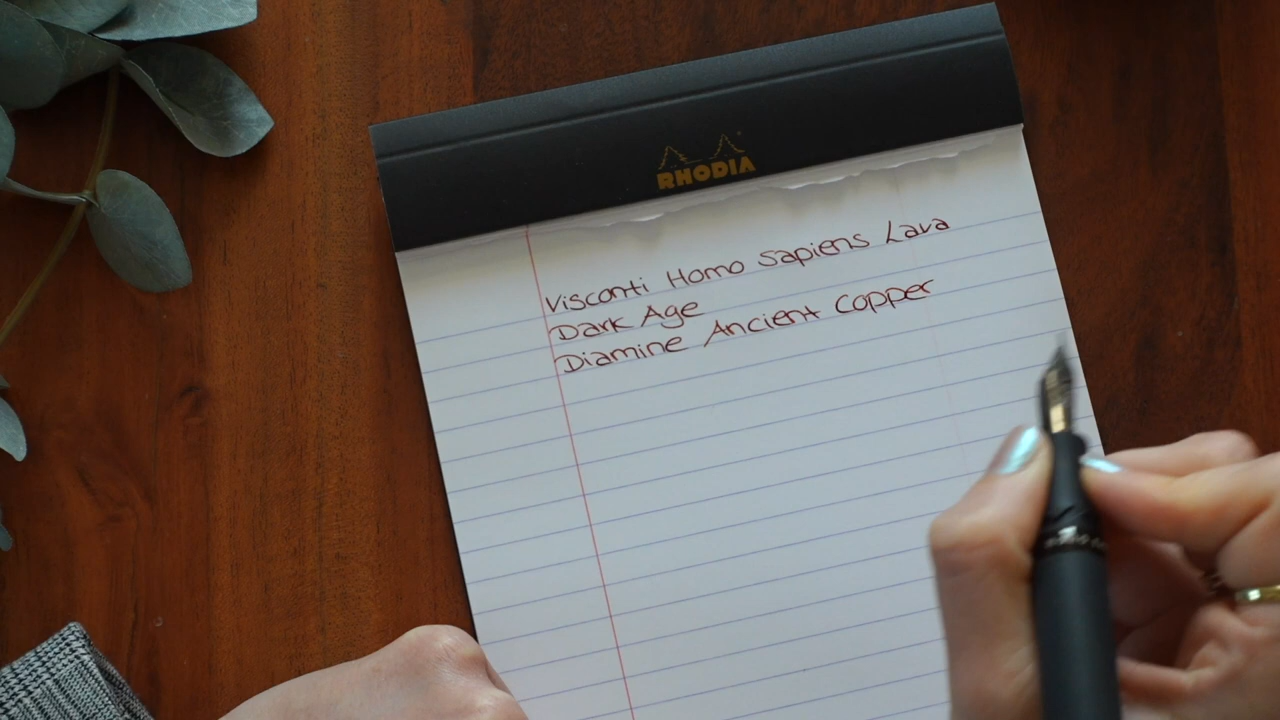 RHODIA
Visconti Homo Sapiens Lava
Dark Age
Diamine Ancient Copper